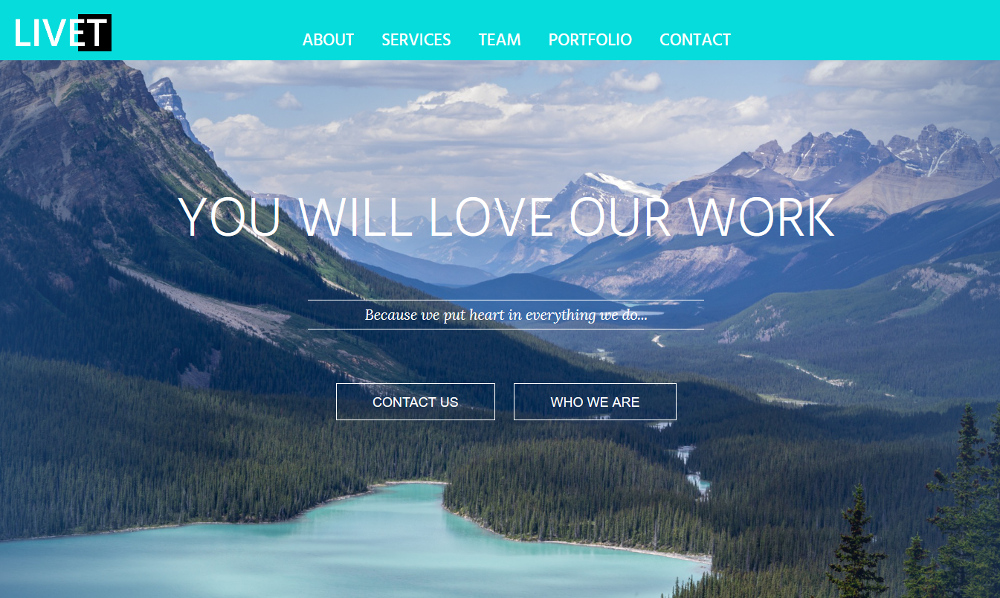 LIVET
ABOUT SERVICES TEAM PORTFOLIO CONTACT
YOU WILL LOVE OUR WORK
Because we put heart in everything we do...
CONTACT US WHO WE ARE